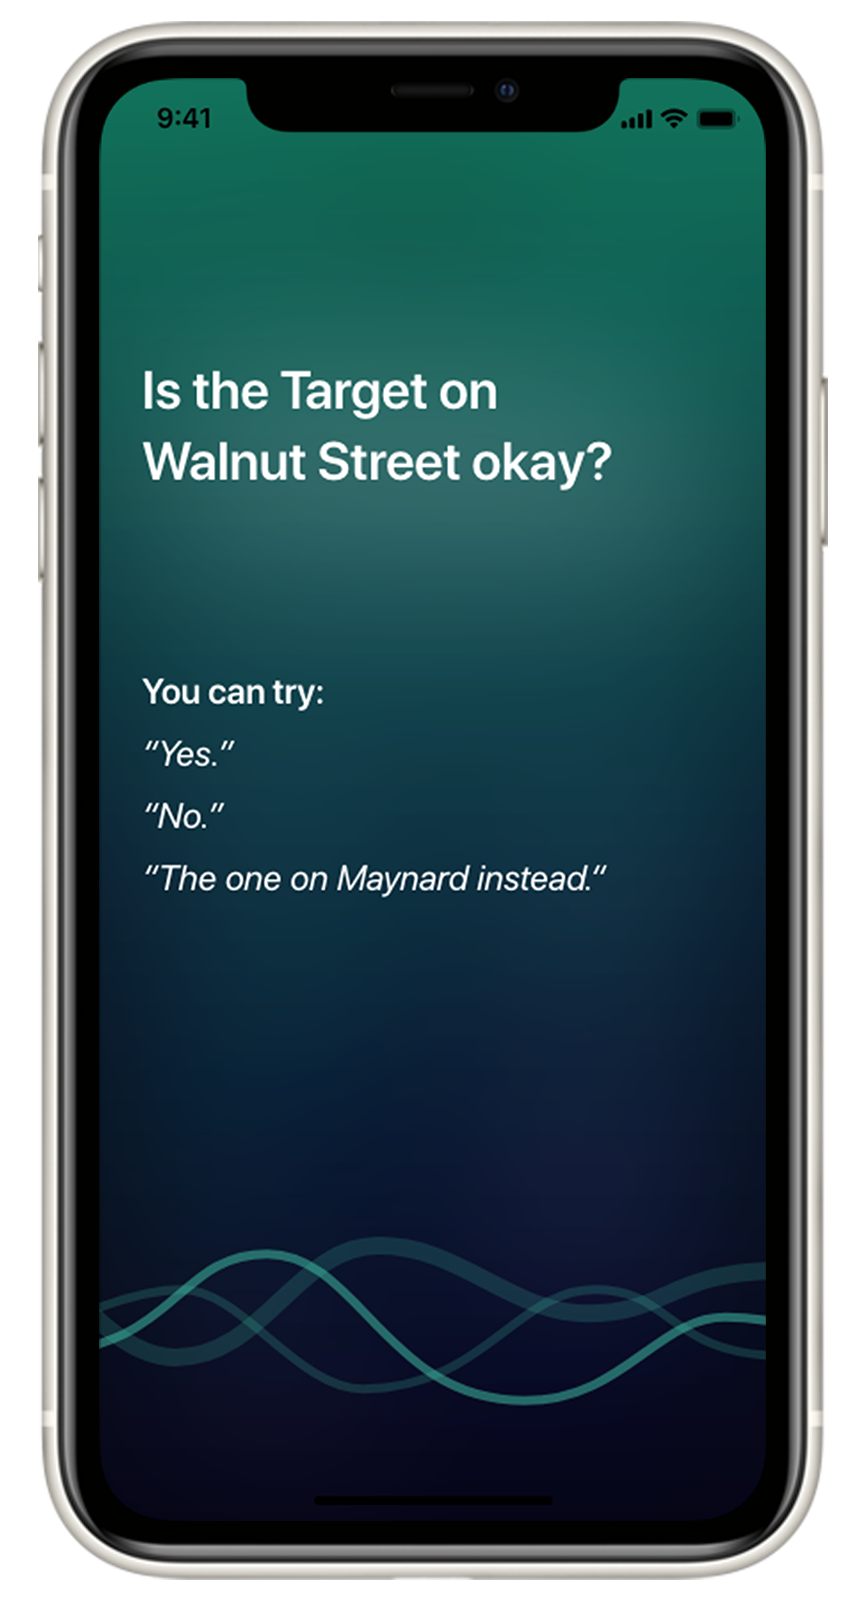 9:41
Is the Target on
Walnut Street okay?
You can try:
“Yes.”
“No.”
“The one on Maynard instead.“